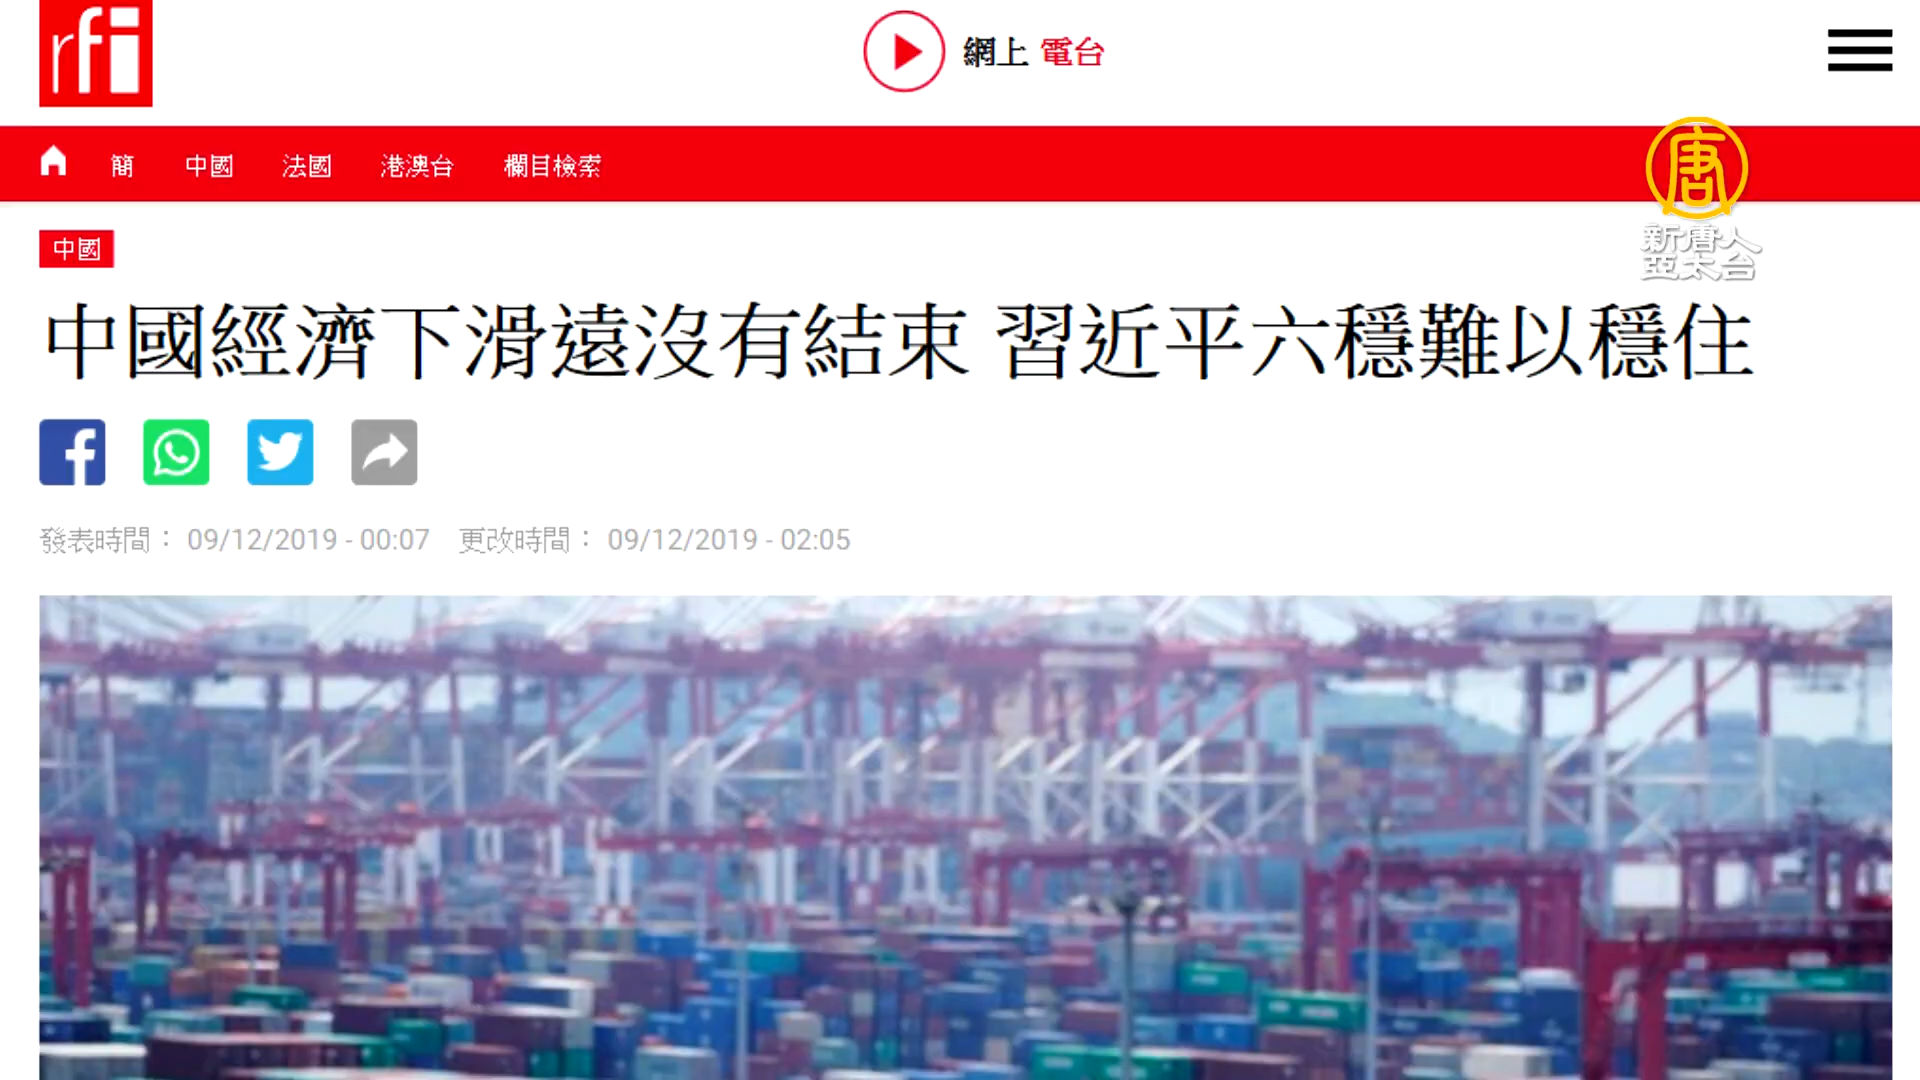 rfi
網上 電台
簡 中國 法國 港澳台 欄目檢索
唐
新唐人
亞太台
中國
中國經濟下滑遠沒有結束 習近平六穩難以穩住
發表時間： 09/12/2019 - 00:07 更改時間： 09/12/2019 - 02:05